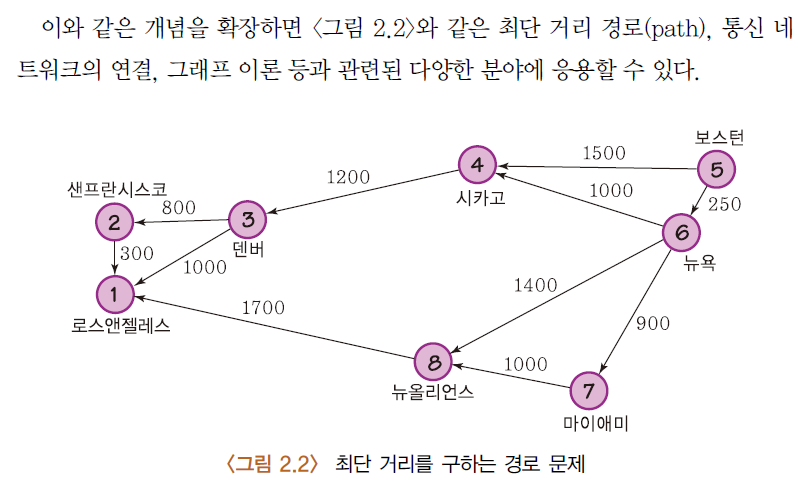 이와 같은 개념을 확장하면 〈그림 2.2〉와 같은 최단 거리 경로(path), 통신 네
트워크의 연결, 그래프 이론 등과 관련된 다양한 분야에 응용할 수 있다.
보스턴
5
1500
4
시카고
1200
1000
250
6
뉴욕
샌프란시스코
2
800
3
덴버
300
1000
1
로스앤젤레스
1700
1400
900
8
뉴올리언스
1000
7
마이애미
〈그림 2.2〉 최단 거리를 구하는 경로 문제